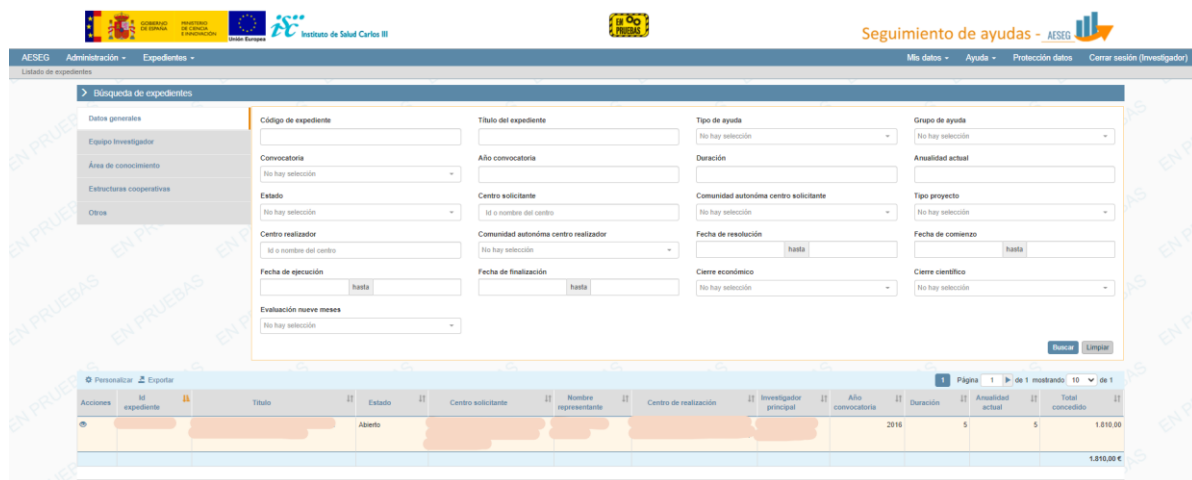 GOBIERNO DE ESPAÑA
MINISTERIO DE CIENCIA E INNOVACIÓN
Unión Europea
Instituto de Salud Carlos III
EN PRUEBAS
Seguimiento de ayudas - AESEG
AESEG Administración Expedientes Mis datos Ayuda Protección datos Cerrar sesión (Investigador)
Listado de expedientes
Búsqueda de expedientes
Datos generales
Equipo Investigador
Área de conocimiento
Estructuras cooperativas
Otros
Código de expediente Título del expediente Tipo de ayuda Grupo de ayuda
No hay selección No hay selección
Convocatoria Año convocatoria Duración Anualidad actual
No hay selección
Estado Centro solicitante Comunidad autonóma centro solicitante Tipo proyecto
No hay selección Id o nombre del centro No hay selección No hay selección
Centro realizador Comunidad autónoma centro realizador Fecha de resolución Fecha de comienzo
Id o nombre del centro No hay selección hasta hasta
Fecha de ejecución Fecha de finalización Cierre económico Cierre científico
hasta hasta No hay selección No hay selección
Evaluación nueve meses
No hay selección
Buscar Limpiar
Personalizar Exportar 1 Página 1 de 1 mostrando 10 de 1
Acciones Id expediente Título Estado Centro solicitante Nombre representante Centro de realización Investigador principal Año convocatoria Duración Anualidad actual Total concedido
Abierto 2016 5 5 1.810,00
1.810,00 €
EN PRUEBAS